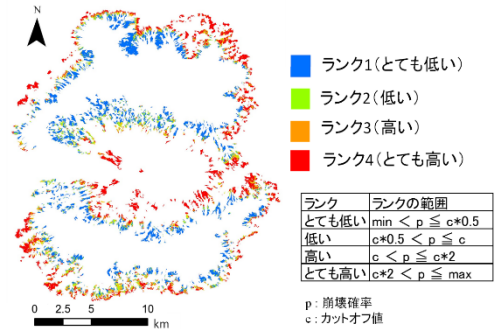 N
ランク1(とても低い)
ランク2(低い)
ランク3(高い)
ランク4(とても高い)
ランク ランクの範囲
とても低い min < p ≦ c*0.5
低い c*0.5 < p ≦ c
高い c < p ≦ c*2
とても高い c*2 < p ≦ max
p : 崩壊確率
c : カットオフ値
0 2.5 5 10
km